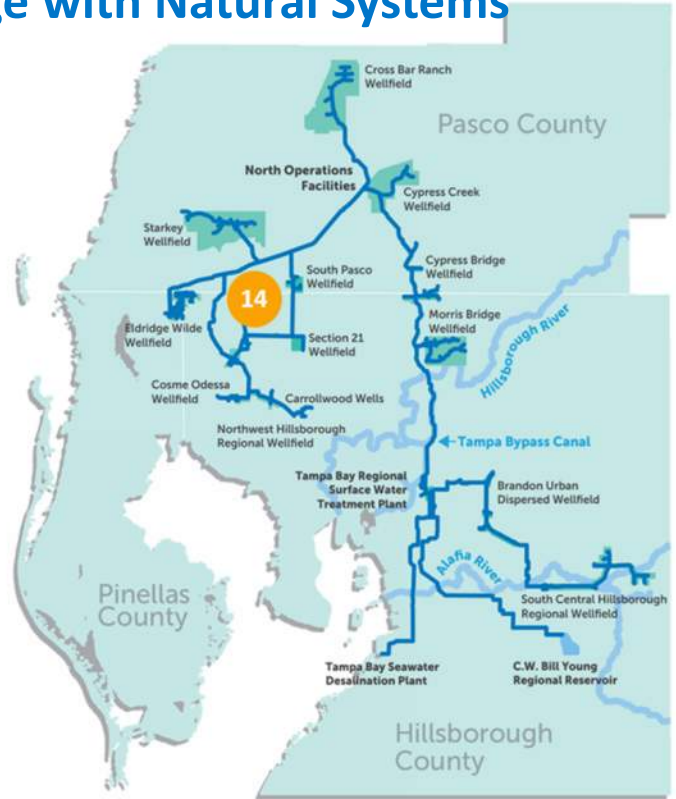 ge with Natural Systems
Cross Bar Ranch
Wellfield
Pasco County
North Operations
Facilities
Cypress Creek
Wellfield
Starkey
Wellfield
Cypress Bridge
Wellfield
South Pasco
Wellfield
14
Eldridge Wilde
Wellfield
Morris Bridge
Wellfield
Hillsborough River
Section 21
Wellfield
Cosme Odessa
Wellfield
Carrollwood Wells
Northwest Hillsborough
Regional Wellfield
Tampa Bypass Canal
Tampa Bay Regional
Surface Water
Treatment Plant
Brandon Urban
Dispersed Wellfield
Alafia River
Pinellas
County
South Central Hillsborough
Regional Wellfield
Tampa Bay Seawater
Desalination Plant
C.W. Bill Young
Regional Reservoir
Hillsborough
County